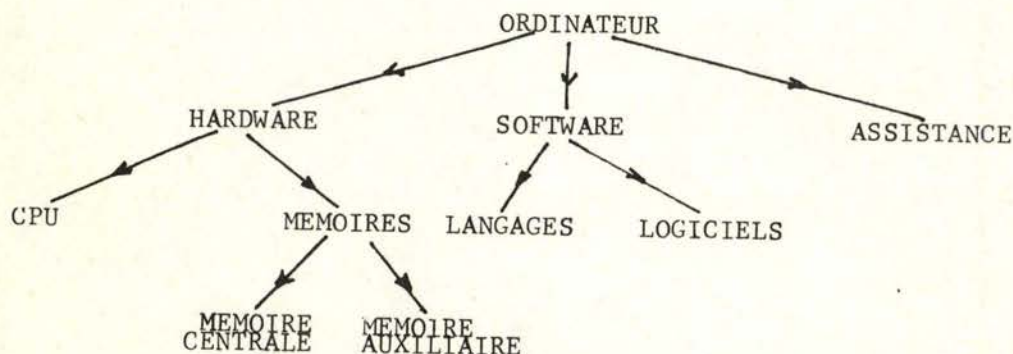 ORDINATEUR
HARDWARE
SOFTWARE
ASSISTANCE
CPU
MEMOIRES
LANGAGES
LOGICIELS
MEMOIRE
CENTRALE
MEMOIRE
AUXILIAIRE